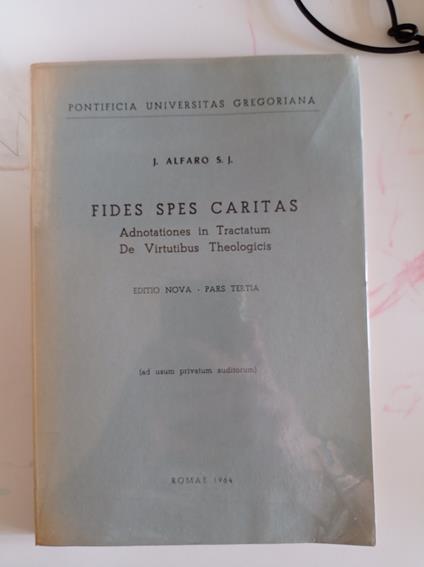 PONTIFICIA UNIVERSITAS GREGORIANA
J. ALFARO S. J.
FIDES SPES CARITAS
Adnotationes in Tractatum
De Virtutibus Theologicis
EDITIO NOVA - PARS TERTIA
(ad usum privatum auditorum)
ROMAE 1964